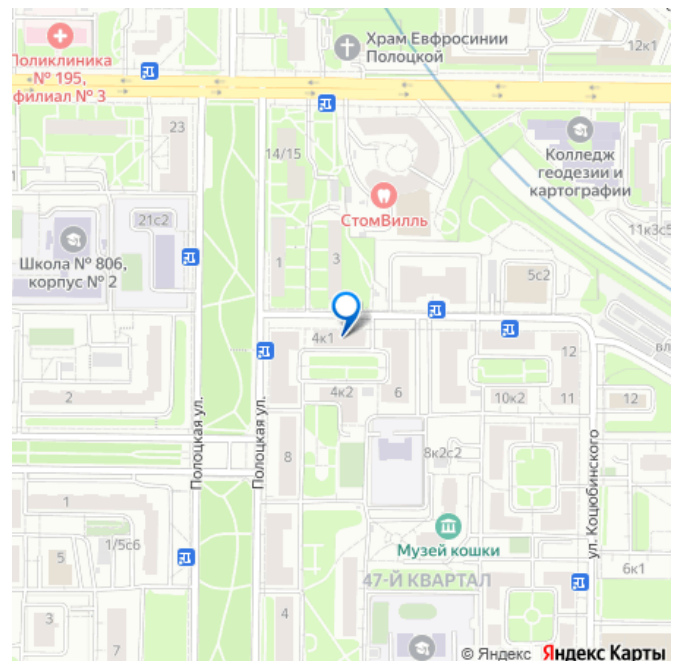 Храм Евфросинии
Полоцкой
12к1
Поликлиника
№ 195,
филиал № 3
23
14/15
Колледж
геодезии и
картографии
СтомВилль
21с2
11к3с5
Школа № 806,
корпус № 2
1
3
5с2
4к1
вл
12
2
4к2
6
10к2
11
12
Полоцкая ул.
Полоцкая ул.
8
8к2с2
ул. Коцюбинского
1
1/5с6
Музей кошки
5
47-Й КВАРТАЛ
6к1
3
4
7
© Яндекс Яндекс Карты